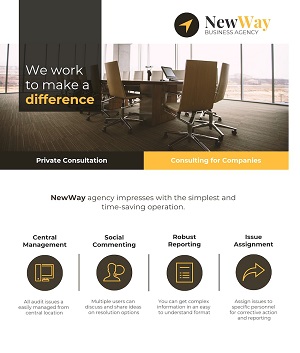 NewWay
BUSINESS AGENCY
We work
to make a
difference
Private Consultation
Consulting for Companies
NewWay agency impresses with the simplest and
time-saving operation.
Central
Management
Social
Commenting
Robust
Reporting
Issue
Assignment
All audit issues a
easily managed from
central location
Multiple users can
discuss and share ideas
on resolution options
You can get complex
information in an easy
to understand format
Assign issues to
specific personnel
for corrective action
and reporting